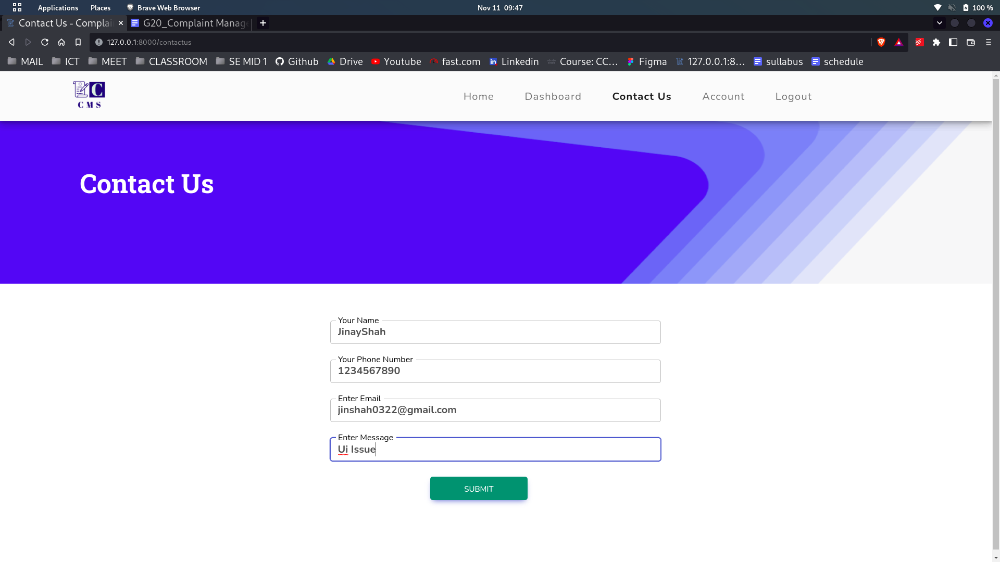 Applications Places Brave Web Browser Nov 11 09:47 100 %
Contact Us - Complai G20_Complaint Manage
127.0.0.1:8000/contactus
MAIL ICT MEET CLASSROOM SE MID 1 Github Drive Youtube fast.com Linkedin Course: CC... Figma 127.0.0.1:8... sullabus schedule
C
CMS
Home Dashboard Contact Us Account Logout
Contact Us
Your Name
JinayShah
Your Phone Number
1234567890
Enter Email
jinshah0322@gmail.com
Enter Message
Ui Issue
SUBMIT